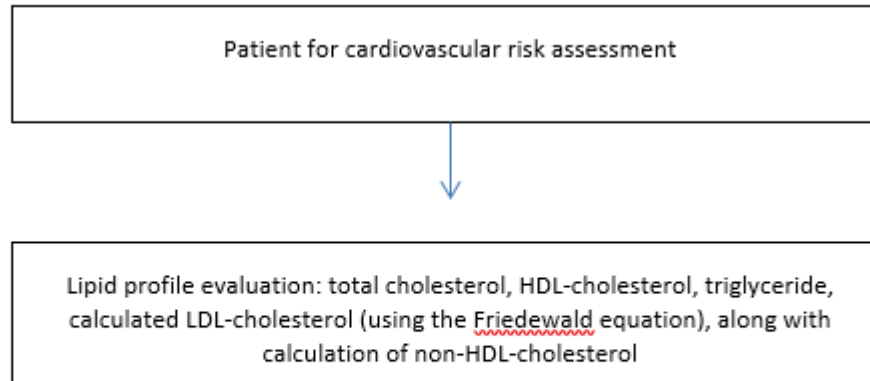 Patient for cardiovascular risk assessment
Lipid profile evaluation: total cholesterol, HDL-cholesterol, triglyceride,
calculated LDL-cholesterol (using the Friedewald equation), along with
calculation of non-HDL-cholesterol